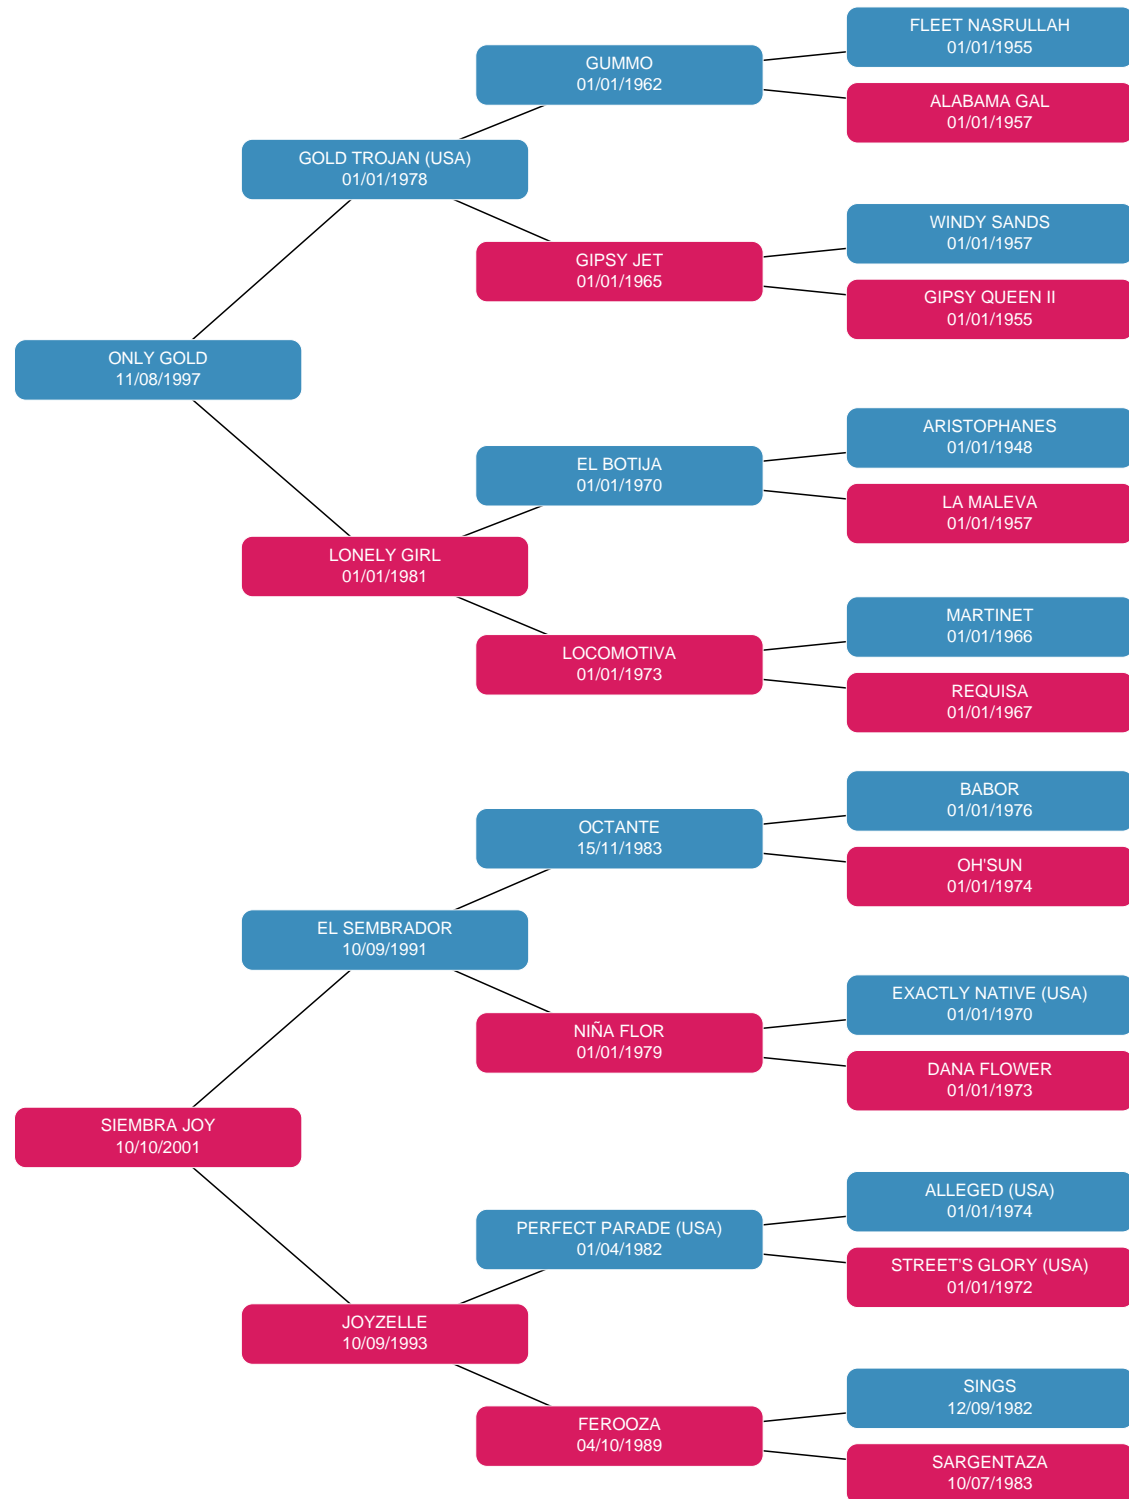 FLEET NASRULLAH
01/01/1955
GUMMO
01/01/1962
ALABAMA GAL
01/01/1957
GOLD TROJAN (USA)
01/01/1978
WINDY SANDS
01/01/1957
GIPSY JET
01/01/1965
GIPSY QUEEN II
01/01/1955
ONLY GOLD
11/08/1997
ARISTOPHANES
01/01/1948
EL BOTIJA
01/01/1970
LA MALEVA
01/01/1957
LONELY GIRL
01/01/1981
MARTINET
01/01/1966
LOCOMOTIVA
01/01/1973
REQUISA
01/01/1967
BABOR
01/01/1976
OCTANTE
15/11/1983
OH'SUN
01/01/1974
EL SEMBRADOR
10/09/1991
EXACTLY NATIVE (USA)
01/01/1970
NIÑA FLOR
01/01/1979
DANA FLOWER
01/01/1973
SIEMBRA JOY
10/10/2001
ALLEGED (USA)
01/01/1974
PERFECT PARADE (USA)
01/04/1982
STREET'S GLORY (USA)
01/01/1972
JOYZELLE
10/09/1993
SINGS
12/09/1982
FEROOZA
04/10/1989
SARGENTAZA
10/07/1983